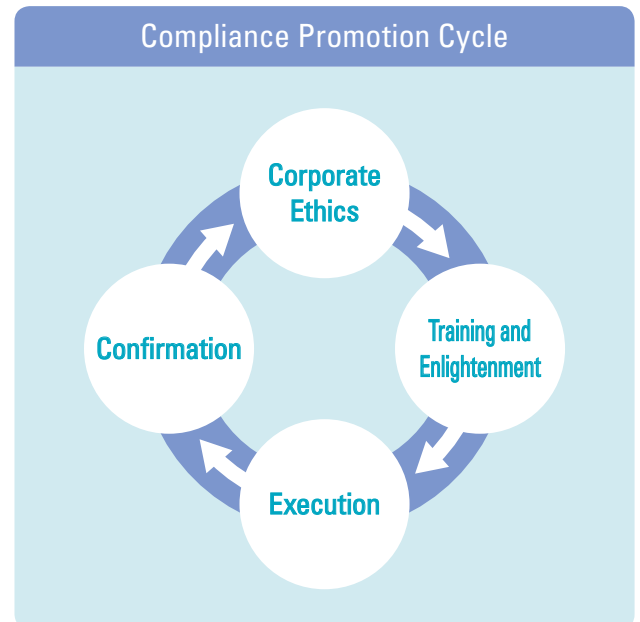 Compliance Promotion Cycle
Corporate
Ethics
Training and
Enlightenment
Execution
Confirmation